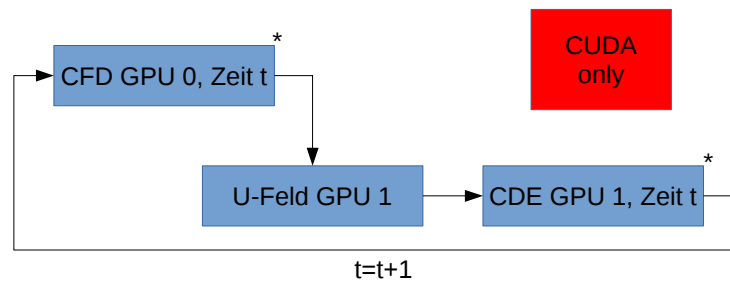 *
CFD GPU 0, Zeit t
CUDA
only
*
U-Feld GPU 1
CDE GPU 1, Zeit t
t=t+1